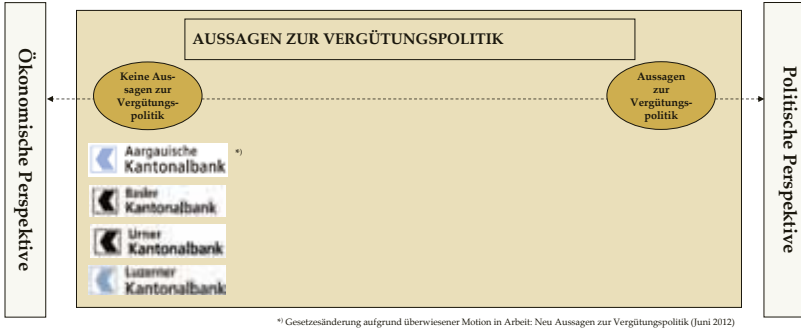 AUSSAGEN ZUR VERGÜTUNGSPOLITIK
Ökonomische Perspektive
Keine Aus-
sagen zur
Vergütungs-
politik
Aussagen
zur
Vergütungs-
politik
Politische Perspektive
Aargauische *)
Kantonalbank
Basler
Kantonalbank
Urner
Kantonalbank
Luzerner
Kantonalbank
*) Gesetzesänderung aufgrund überwiesener Motion in Arbeit: Neu Aussagen zur Vergütungspolitik (Juni 2012)